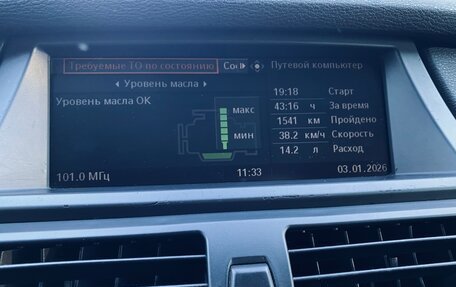 Требуемые ТО по состоянию
Путевой компьютер
Уровень масла
Уровень масла ОК
макс
мин
19:18 Старт
43:16 ч За время
1541 км Пройдено
38.2 км/ч Скорость
14.2 л Расход
101.0 МГц
11:33
03.01.2026